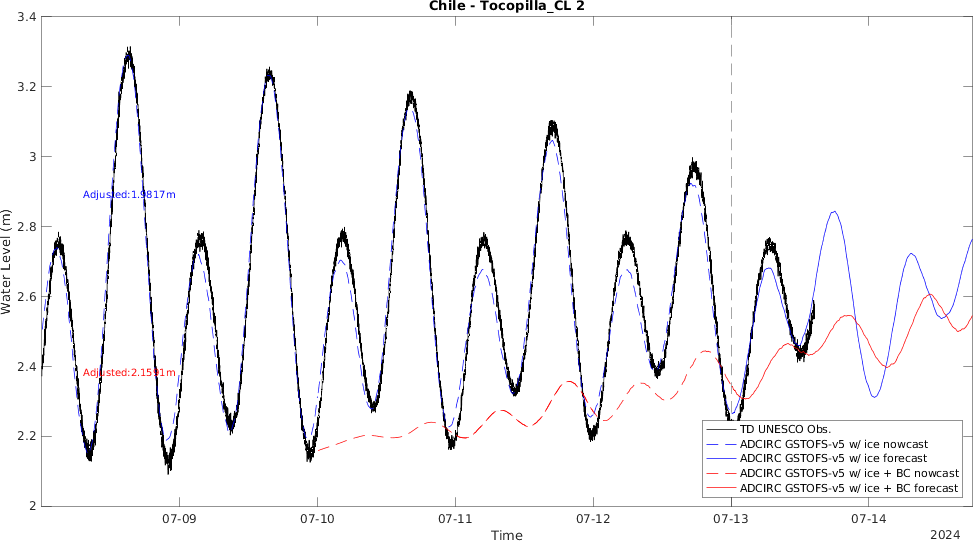 Chile - Tocopilla_CL 2
3.4
3.2
3
2.8
2.6
2.4
2.2
2
Water Level (m)
Adjusted:1.9817m
Adjusted:2.1591m
TD UNESCO Obs.
ADCIRC GSTOFS-v5 w/ ice nowcast
ADCIRC GSTOFS-v5 w/ ice forecast
ADCIRC GSTOFS-v5 w/ ice + BC nowcast
ADCIRC GSTOFS-v5 w/ ice + BC forecast
07-09
07-10
07-11
07-12
07-13
07-14
Time
2024